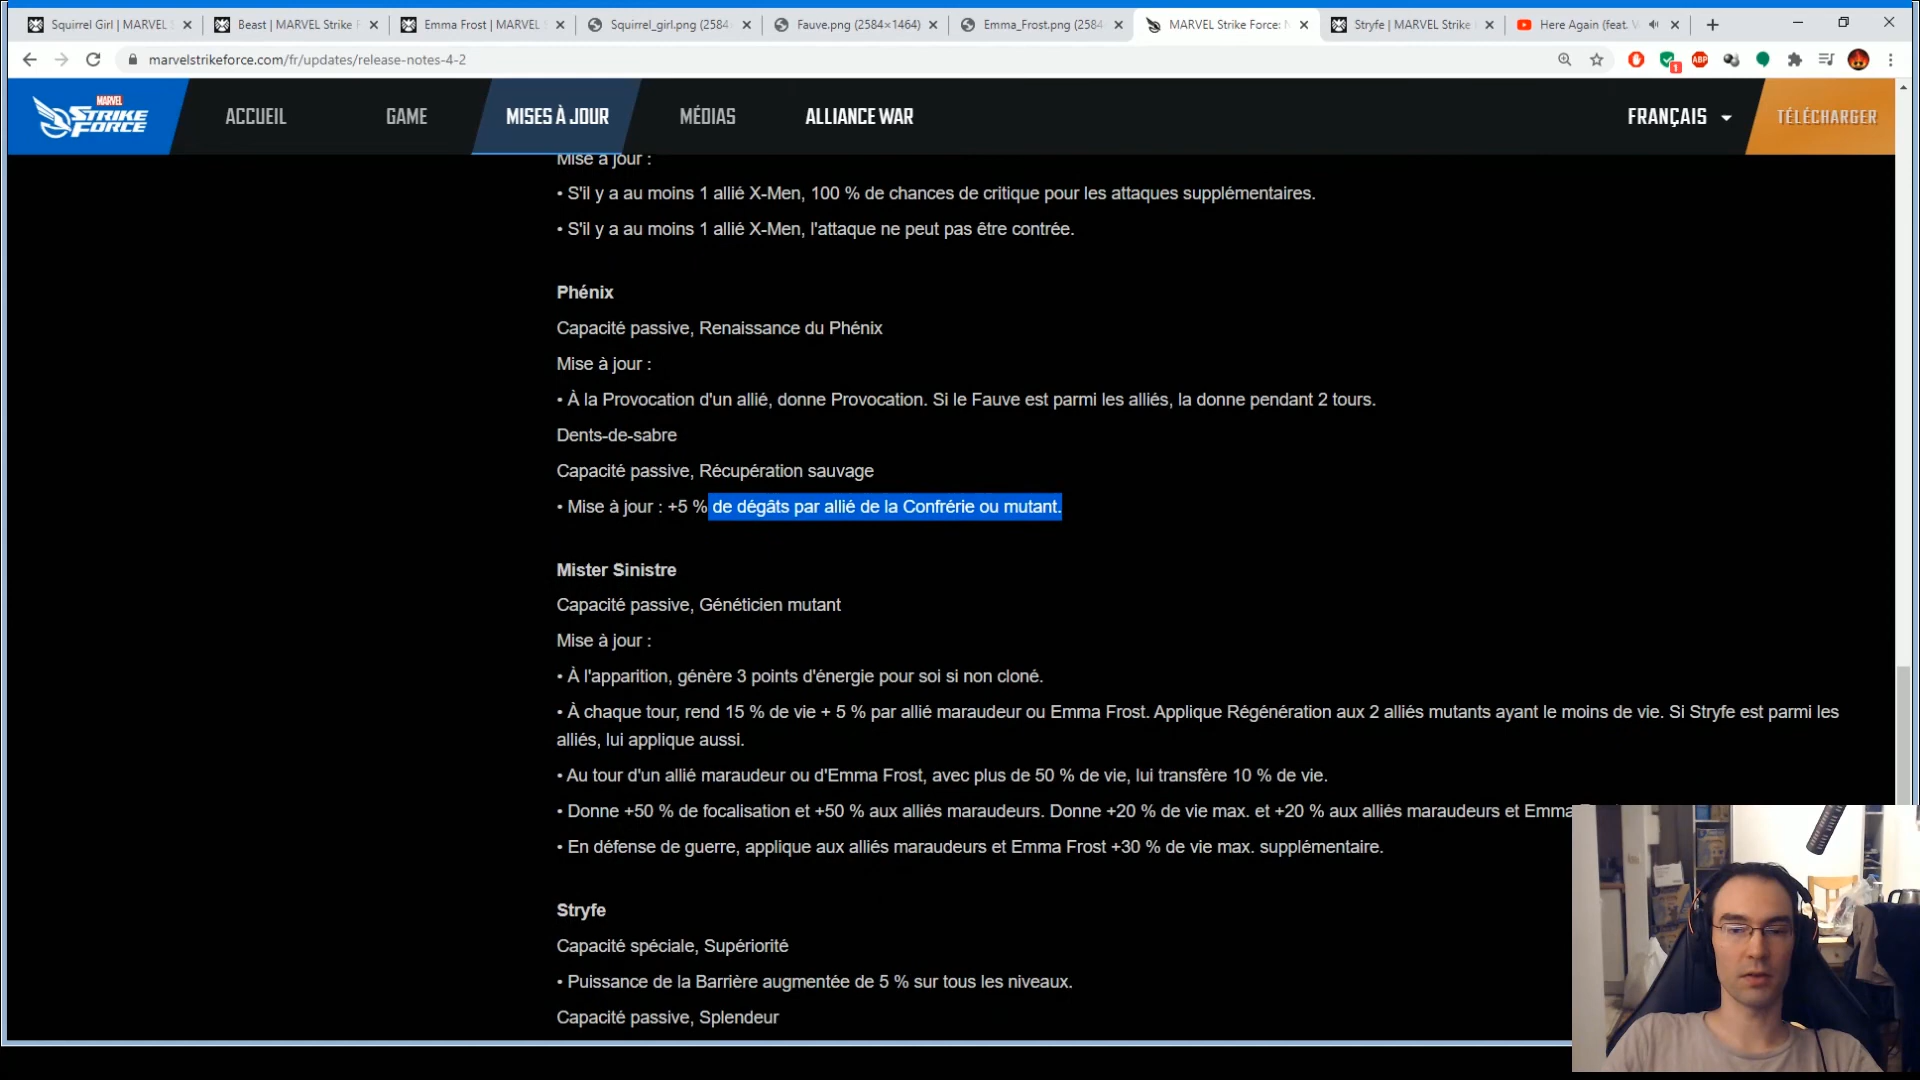 Squirrel Girl | MARVEL S
Beast | MARVEL Strike F
Emma Frost | MARVEL S
Squirrel_girl.png (2584
Fauve.png (2584×1464)
Emma_Frost.png (2584
MARVEL Strike Force: N
Stryfe | MARVEL Strike
Here Again (feat. V
marvelstrikeforce.com/fr/updates/release-notes-4-2
1
ABP
MARVEL
STRIKE
FORCE
ACCUEIL
GAME
MISES À JOUR
MÉDIAS
ALLIANCE WAR
FRANÇAIS
TÉLÉCHARGER
Mise à jour :
• S'il y a au moins 1 allié X-Men, 100 % de chances de critique pour les attaques supplémentaires.
• S'il y a au moins 1 allié X-Men, l'attaque ne peut pas être contrée.
Phénix
Capacité passive, Renaissance du Phénix
Mise à jour :
• À la Provocation d'un allié, donne Provocation. Si le Fauve est parmi les alliés, la donne pendant 2 tours.
Dents-de-sabre
Capacité passive, Récupération sauvage
• Mise à jour : +5 % de dégâts par allié de la Confrérie ou mutant.
Mister Sinistre
Capacité passive, Généticien mutant
Mise à jour :
• À l'apparition, génère 3 points d'énergie pour soi si non cloné.
• À chaque tour, rend 15 % de vie + 5 % par allié maraudeur ou Emma Frost. Applique Régénération aux 2 alliés mutants ayant le moins de vie. Si Stryfe est parmi les
alliés, lui applique aussi.
• Au tour d'un allié maraudeur ou d'Emma Frost, avec plus de 50 % de vie, lui transfère 10 % de vie.
• Donne +50 % de focalisation et +50 % aux alliés maraudeurs. Donne +20 % de vie max. et +20 % aux alliés maraudeurs et Emma
• En défense de guerre, applique aux alliés maraudeurs et Emma Frost +30 % de vie max. supplémentaire.
Stryfe
Capacité spéciale, Supériorité
• Puissance de la Barrière augmentée de 5 % sur tous les niveaux.
Capacité passive, Splendeur